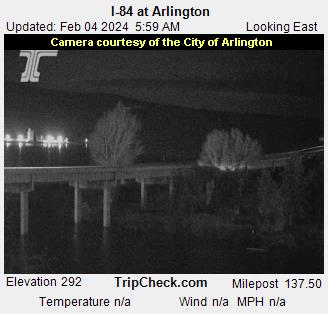 I-84 at Arlington
Updated: Feb 04 2024 5:59 AM Looking East
Camera courtesy of the City of Arlington
Elevation 292 TripCheck.com Milepost 137.50
Temperature n/a Wind n/a MPH n/a